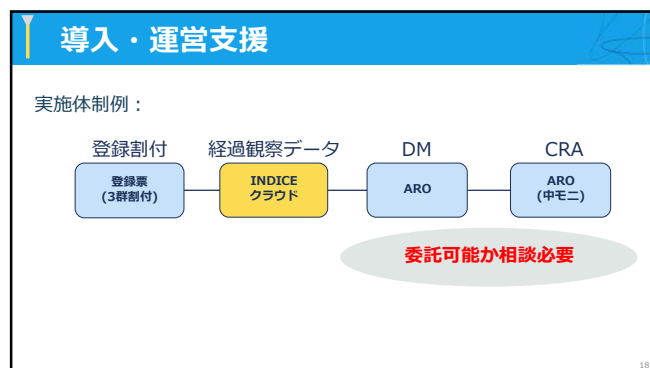 導入・運営支援
実施体制例：
登録割付
経過観察データ
DM
CRA
登録票
(3群割付)
INDICE
クラウド
ARO
ARO
(中モニ)
委託可能か相談必要
18